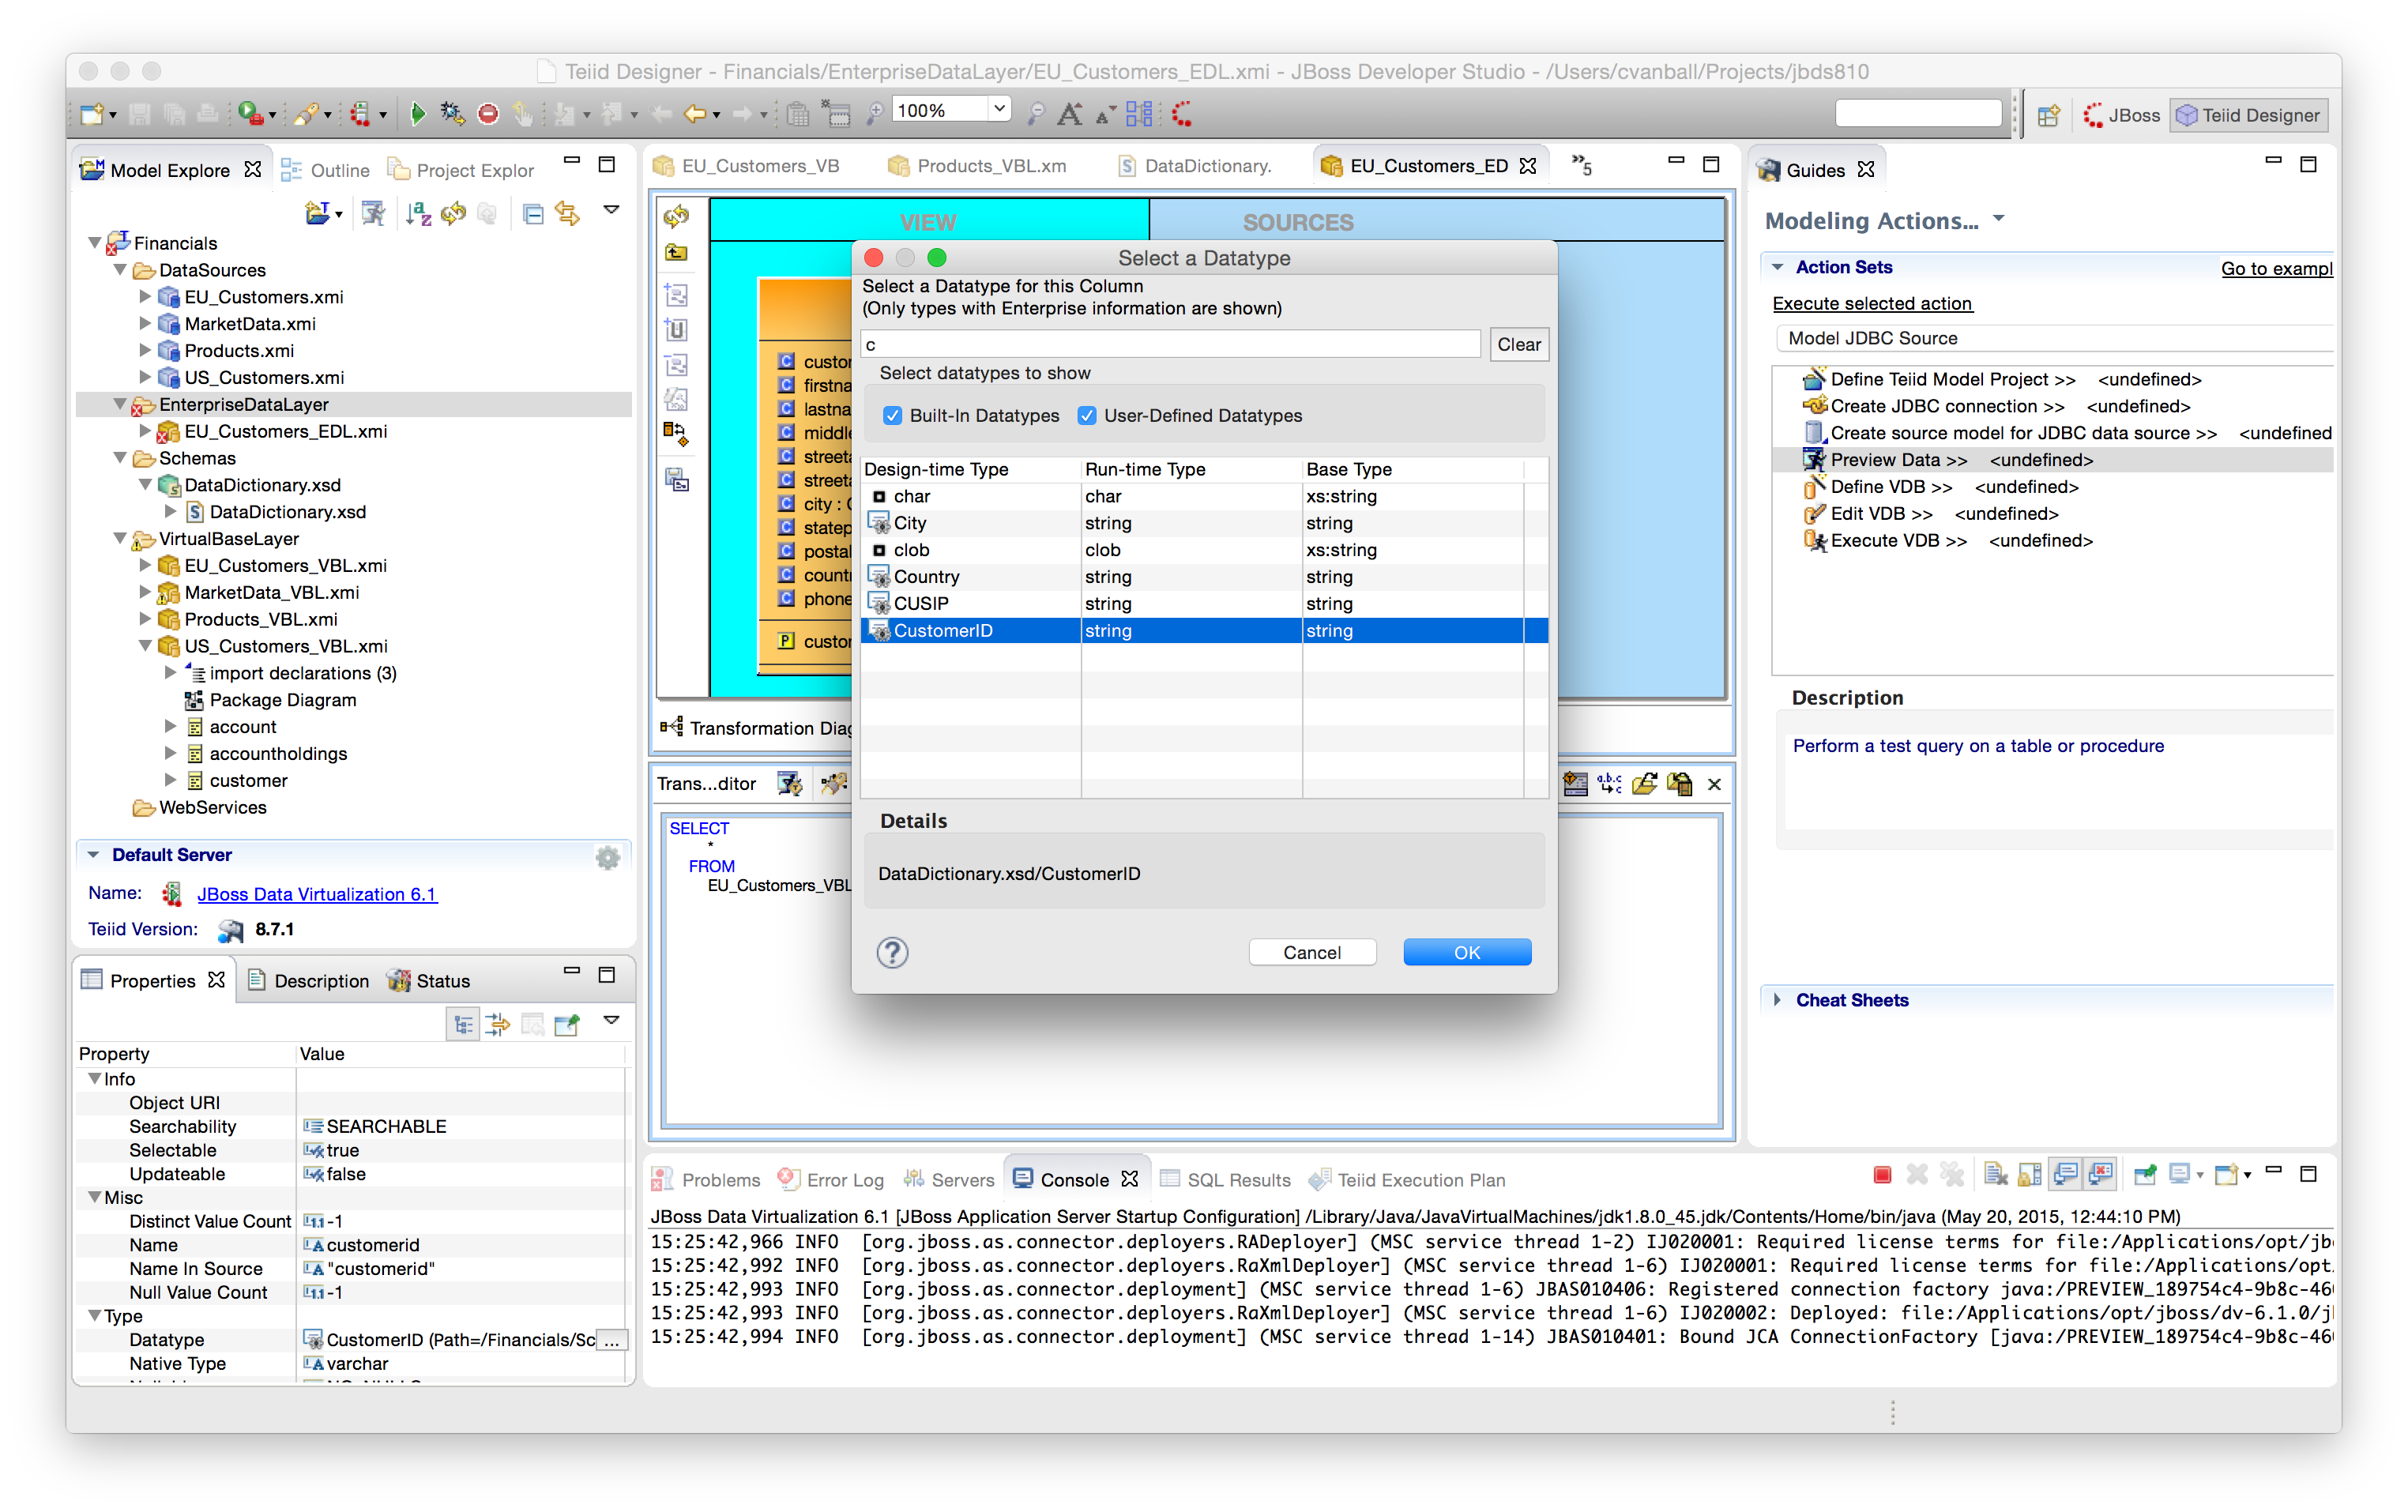 Teiid Designer - Financials/EnterpriseDataLayer/EU_Customers_EDL.xmi - JBoss Developer Studio - /Users/cvanball/Projects/jbds810
100%
JBoss
Teiid Designer
Model Explore
Outline
Project Explor
Financials
DataSources
EU_Customers.xmi
MarketData.xmi
Products.xmi
US_Customers.xmi
EnterpriseDataLayer
EU_Customers_EDL.xmi
Schemas
DataDictionary.xsd
DataDictionary.xsd
VirtualBaseLayer
EU_Customers_VBL.xmi
MarketData_VBL.xmi
Products_VBL.xmi
US_Customers_VBL.xmi
import declarations (3)
Package Diagram
account
accountholdings
customer
WebServices
Default Server
Name: JBoss Data Virtualization 6.1
Teiid Version: 8.7.1
Properties
Description
Status
Property Value
Info
Object URI
Searchability SEARCHABLE
Selectable true
Updateable false
Misc
Distinct Value Count -1
Name customerid
Name In Source "customerid"
Null Value Count -1
Type
Datatype CustomerID (Path=/Financials/Sc ...
Native Type varchar
EU_Customers_VB
Products_VBL.xm
DataDictionary.
EU_Customers_ED
»5
VIEW
SOURCES
custor
firstna
lastna
middle
streeta
streeta
city : C
statep
postal
countr
phone
custor
Transformation Diag
Trans...ditor
SELECT
*
FROM
EU_Customers_VBL
Select a Datatype
Select a Datatype for this Column
(Only types with Enterprise information are shown)
c
Clear
Select datatypes to show
Built-In Datatypes
User-Defined Datatypes
Design-time Type Run-time Type Base Type
char char xs:string
City string string
clob clob xs:string
Country string string
CUSIP string string
CustomerID string string
Details
DataDictionary.xsd/CustomerID
?
Cancel
OK
Guides
Modeling Actions...
Action Sets
Go to exampl
Execute selected action
Model JDBC Source
Define Teiid Model Project >> <undefined>
Create JDBC connection >> <undefined>
Create source model for JDBC data source >> <undefined
Preview Data >> <undefined>
Define VDB >> <undefined>
Edit VDB >> <undefined>
Execute VDB >> <undefined>
Description
Perform a test query on a table or procedure
Cheat Sheets
Problems
Error Log
Servers
Console
SQL Results
Teiid Execution Plan
JBoss Data Virtualization 6.1 [JBoss Application Server Startup Configuration] /Library/Java/JavaVirtualMachines/jdk1.8.0_45.jdk/Contents/Home/bin/java (May 20, 2015, 12:44:10 PM)
15:25:42,966 INFO [org.jboss.as.connector.deployers.RADeployer] (MSC service thread 1-2) IJ020001: Required license terms for file:/Applications/opt/jb
15:25:42,992 INFO [org.jboss.as.connector.deployers.RaXmlDeployer] (MSC service thread 1-6) IJ020001: Required license terms for file:/Applications/opt
15:25:42,993 INFO [org.jboss.as.connector.deployment] (MSC service thread 1-6) JBAS010406: Registered connection factory java:/PREVIEW_189754c4-9b8c-46
15:25:42,993 INFO [org.jboss.as.connector.deployers.RaXmlDeployer] (MSC service thread 1-6) IJ020002: Deployed: file:/Applications/opt/jboss/dv-6.1.0/j
15:25:42,994 INFO [org.jboss.as.connector.deployment] (MSC service thread 1-14) JBAS010401: Bound JCA ConnectionFactory [java:/PREVIEW_189754c4-9b8c-46